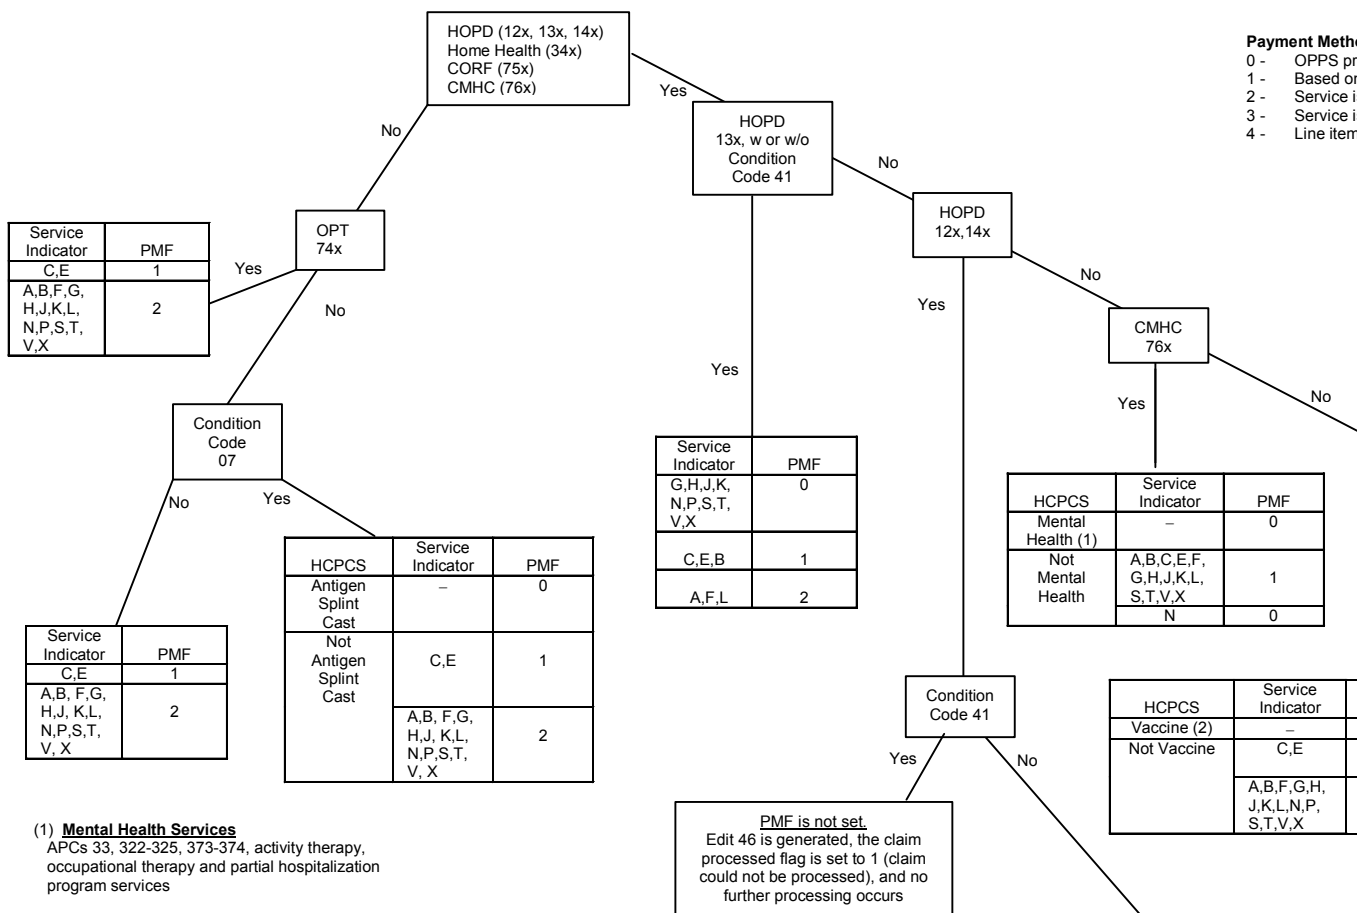 HOPD (12x, 13x, 14x)
Home Health (34x)
CORF (75x)
CMHC (76x)
Payment Meth
0 - OPPS
1 - Based
2 - Service
3 - Service
4 - Line item
Yes
No
HOPD
13x, w or w/o
Condition
Code 41
No
HOPD
12x,14x
OPT
74x
Service
Indicator PMF
C,E 1
A,B,F,G,
H,J,K,L,
N,P,S,T,
V,X
2
Yes
No
No
Yes
CMHC
76x
Yes
Yes
No
Condition
Code
07
No
Yes
Service
Indicator PMF
G,H,J,K,
N,P,S,T,
V,X
0
C,E,B 1
A,F,L 2
HCPCS Service
Indicator PMF
Mental
Health (1)
– 0
Not
Mental
Health
A,B,C,E,F,
G,H,J,K,L,
S,T,V,X
1
N 0
HCPCS Service
Indicator PMF
Antigen
Splint
Cast
– 0
Not
Antigen
Splint
Cast
C,E 1
A,B, F,G,
H,J, K,L,
N,P,S,T,
V, X
2
Service
Indicator PMF
C,E 1
A,B, F,G,
H,J, K,L,
N,P,S,T,
V, X
2
Condition
Code 41
Yes
No
HCPCS Service
Indicator
Vaccine (2) –
Not Vaccine C,E
A,B,F,G,H,
J,K,L,N,P,
S,T,V,X
PMF is not set.
Edit 46 is generated, the claim
processed flag is set to 1 (claim
could not be processed), and no
further processing occurs
(1) Mental Health Services
APCs 33, 322-325, 373-374, activity therapy,
occupational therapy and partial hospitalization
program services